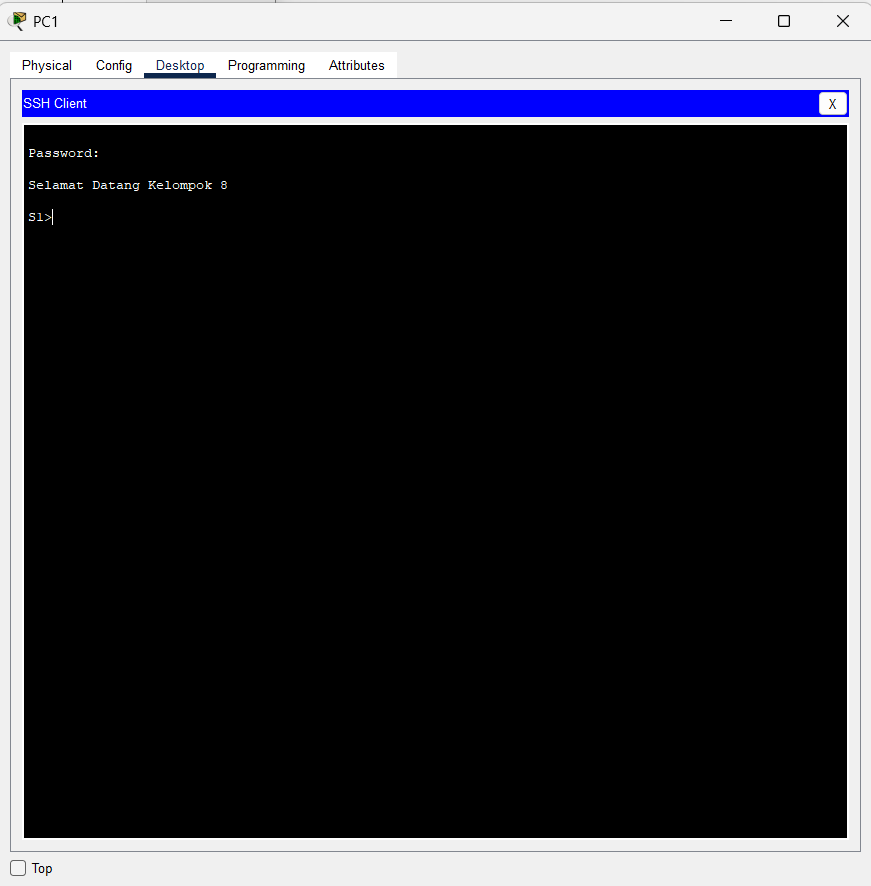 PC1
Physical Config Desktop Programming Attributes
SSH Client X
Password:
Selamat Datang Kelompok 8
S1>
Top